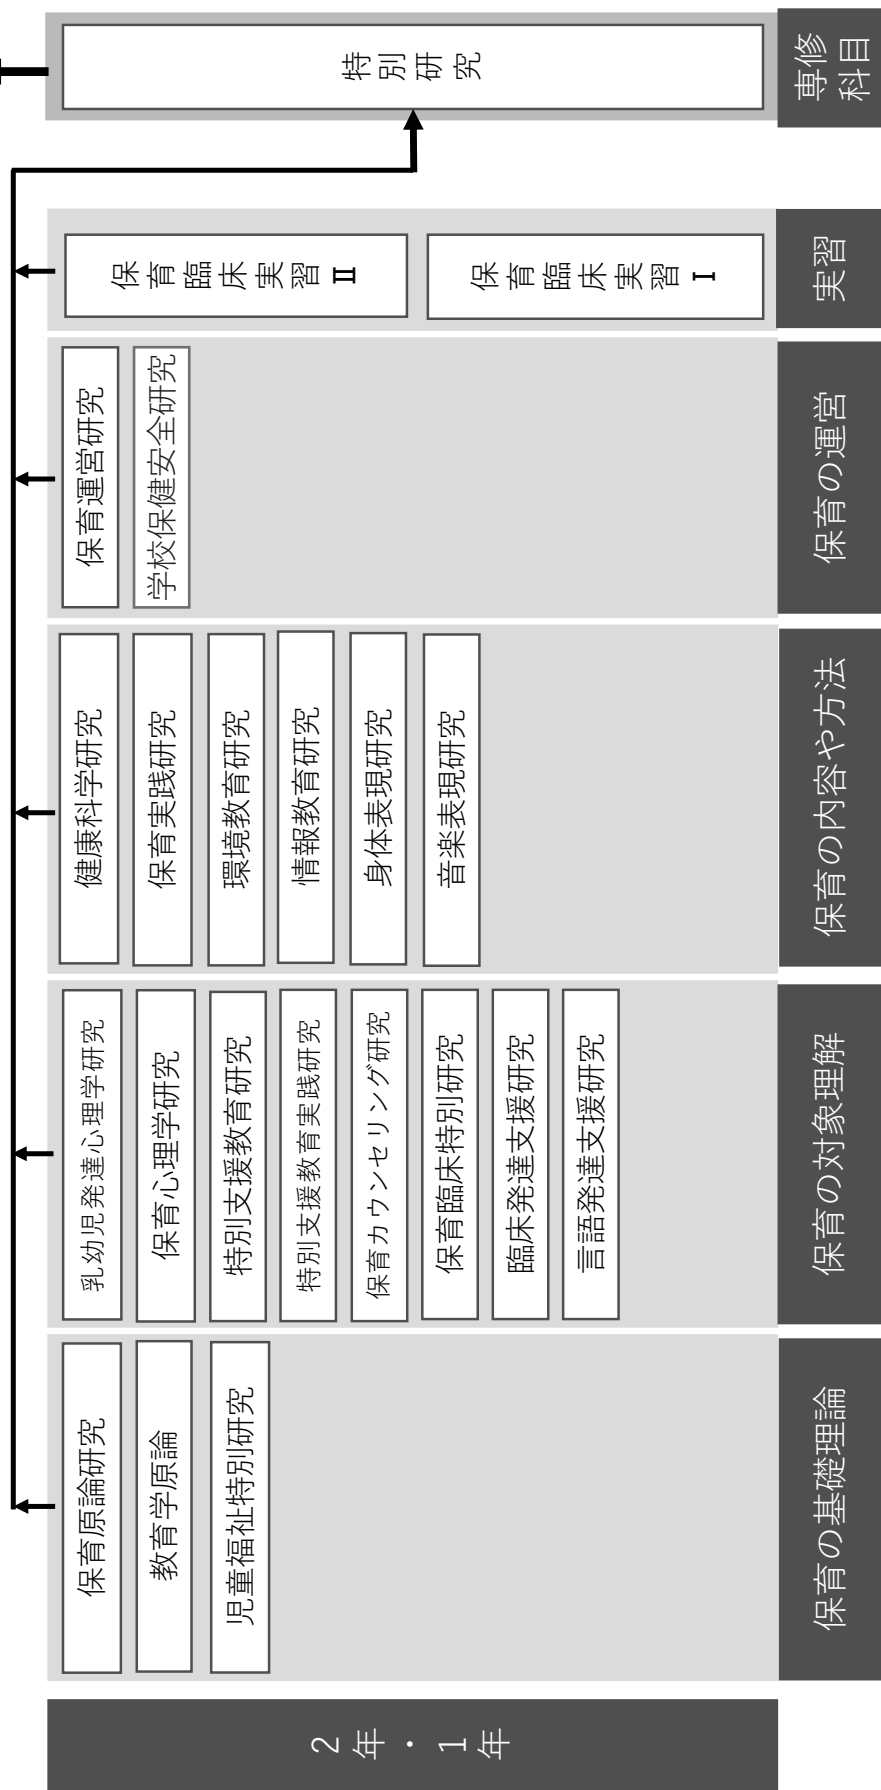 2年・1年
保育の基礎理論
保育原論研究
教育学原論
児童福祉特別研究
保育の対象理解
乳幼児発達心理学研究
保育心理学研究
特別支援教育研究
特別支援教育実践研究
保育カウンセリング研究
保育臨床特別研究
臨床発達支援研究
言語発達支援研究
保育の内容や方法
健康科学研究
保育実践研究
環境教育研究
情報教育研究
身体表現研究
音楽表現研究
保育の運営
保育運営研究
学校保健安全研究
実習
保育臨床実習Ⅱ
保育臨床実習Ⅰ
専修
科目
特別研究